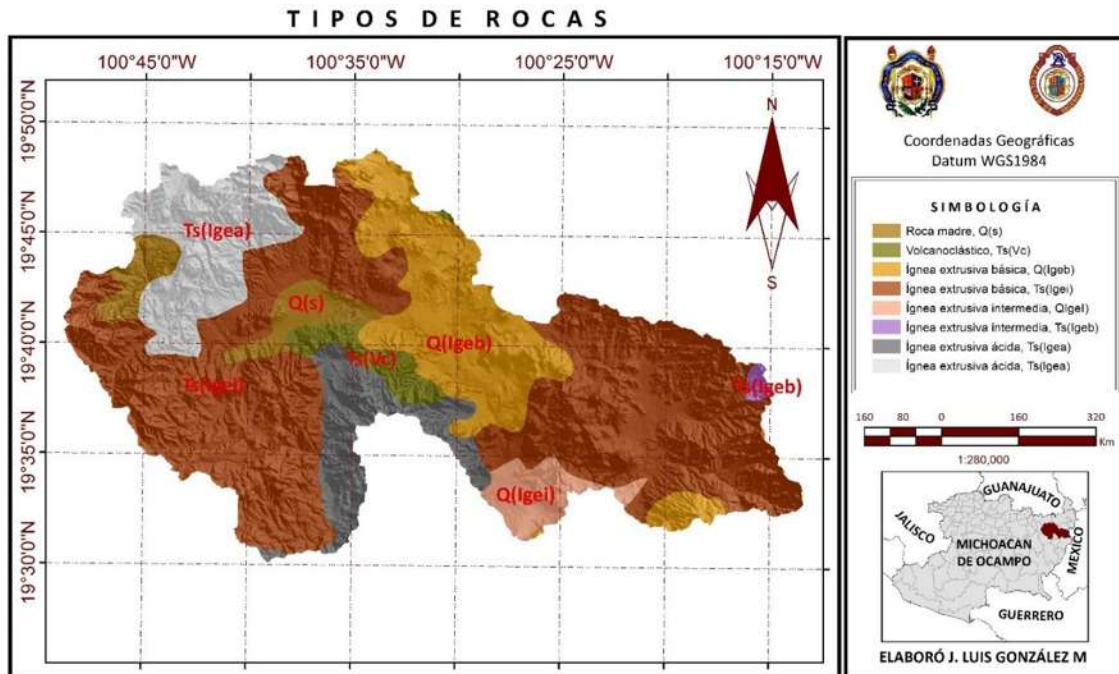 TIPOS DE ROCAS
100°45'0"W 100°35'0"W 100°25'0"W 100°15'0"W
19°50'0"N
19°45'0"N
19°40'0"N
19°35'0"N
19°30'0"N
Ts(Igea)
Q(s)
Ts(Vc)
Q(Igeb)
Ts(Igeb)
Q(Igei)
N
S
Coordenadas Geográficas
Datum WGS1984
SIMBOLOGÍA
Roca madre, Q(s)
Volcanoclástico, Ts(Vc)
Ígnea extrusiva básica, Q(Igeb)
Ígnea extrusiva básica, Ts(Igei)
Ígnea extrusiva intermedia, Q(Igel)
Ígnea extrusiva íntermedia, Ts(Igeb)
Ígnea extrusiva ácida, Ts(Igea)
Ígnea extrusiva ácida, Ts(Igea)
160 80 0 160 320
Km
1:280,000
GUANAJUATO
JALISCO
MICHOACAN
DE OCAMPO
MEXICO
GUERRERO
ELABORÓ J. LUIS GONZÁLEZ M